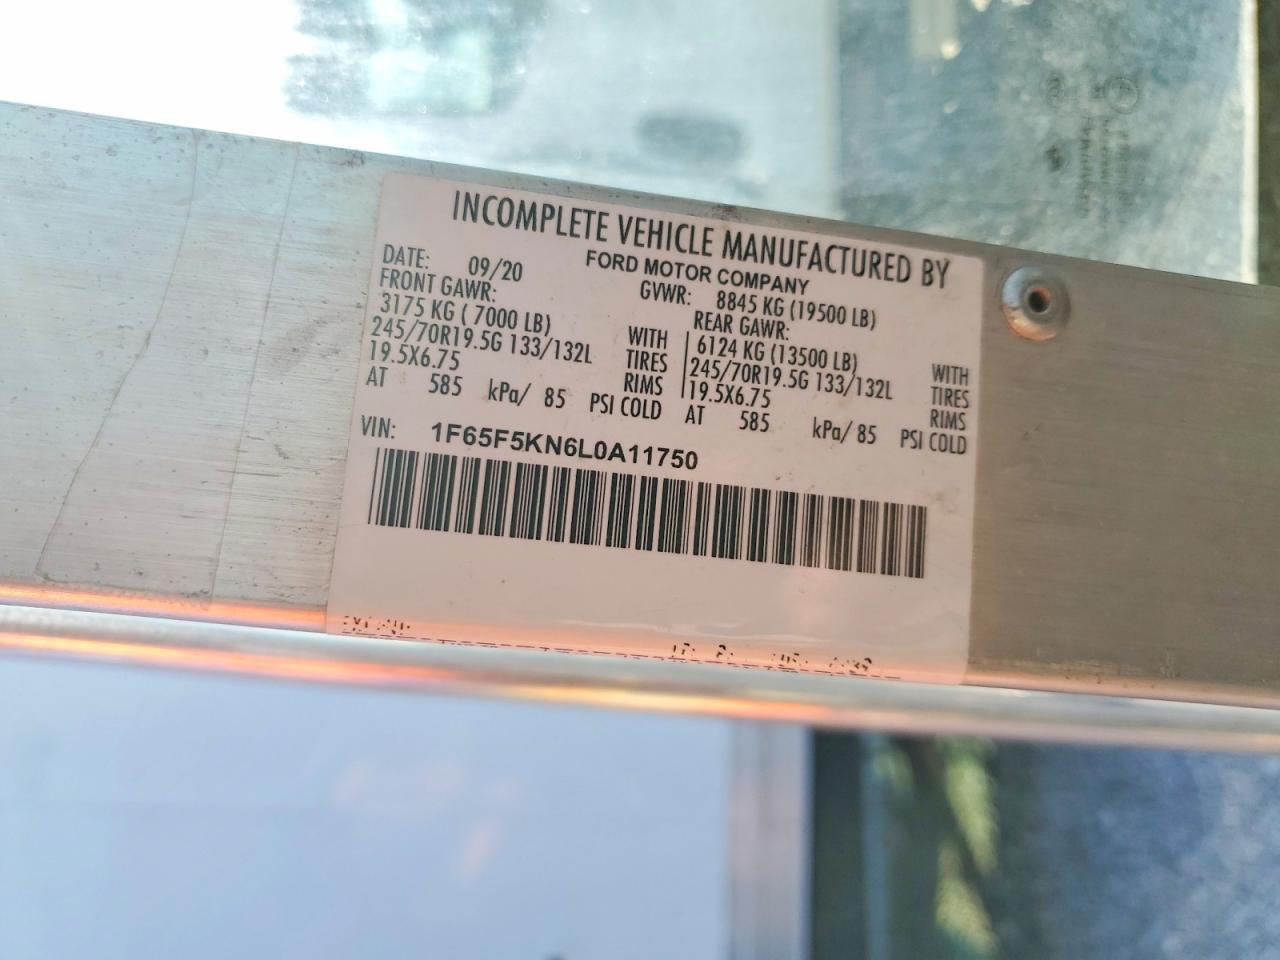 INCOMPLETE VEHICLE MANUFACTURED BY
FORD MOTOR COMPANY
DATE: 09/20 GVWR: 8845 KG (19500 LB)
FRONT GAWR: REAR GAWR:
3175 KG ( 7000 LB) WITH 6124 KG (13500 LB) WITH
245/70R19.5G 133/132L TIRES 245/70R19.5G 133/132L TIRES
19.5X6.75 RIMS 19.5X6.75 RIMS
AT 585 kPa/ 85 PSI COLD AT 585 kPa/ 85 PSI COLD
VIN: 1F65F5KN6L0A11750